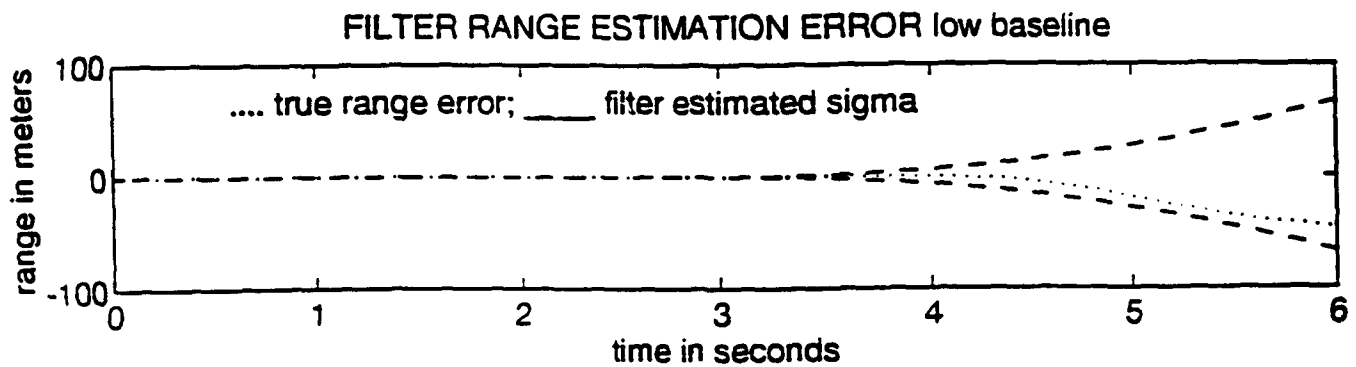 FILTER RANGE ESTIMATION ERROR low baseline
100
.... true range error; ____ filter estimated sigma
range in meters
0
-100
0 1 2 3 4 5 6
time in seconds